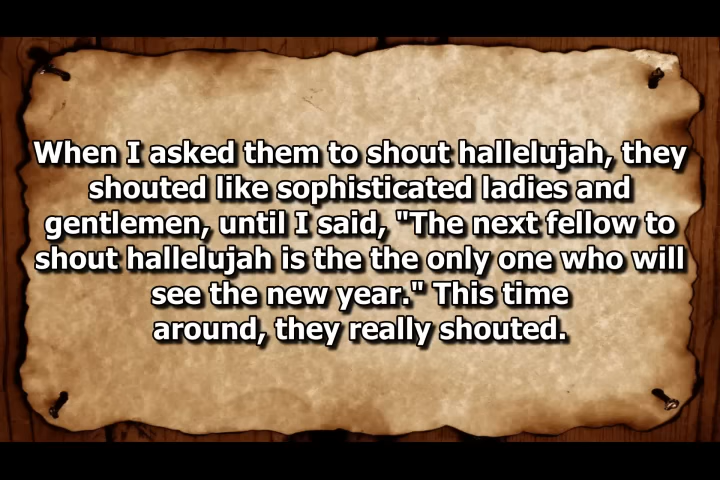 When I asked them to shout hallelujah, they
shouted like sophisticated ladies and
gentlemen, until I said, "The next fellow to
shout hallelujah is the the only one who will
see the new year." This time
around, they really shouted.